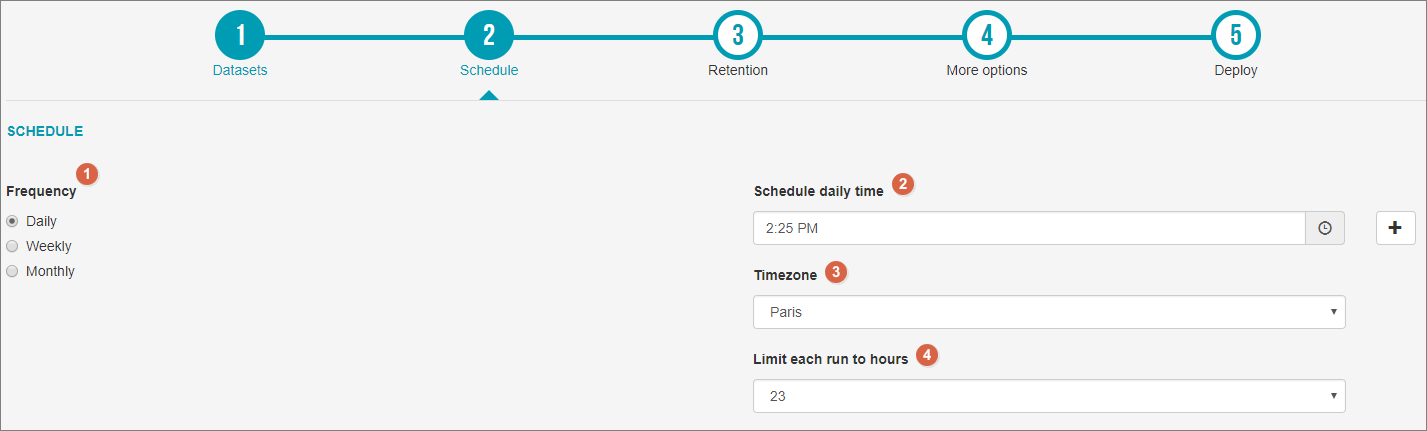 1 2 3 4 5
Datasets Schedule Retention More options Deploy
SCHEDULE
1
Frequency
Daily
Weekly
Monthly
Schedule daily time 2
2:25 PM
Timezone 3
Paris
Limit each run to hours 4
23